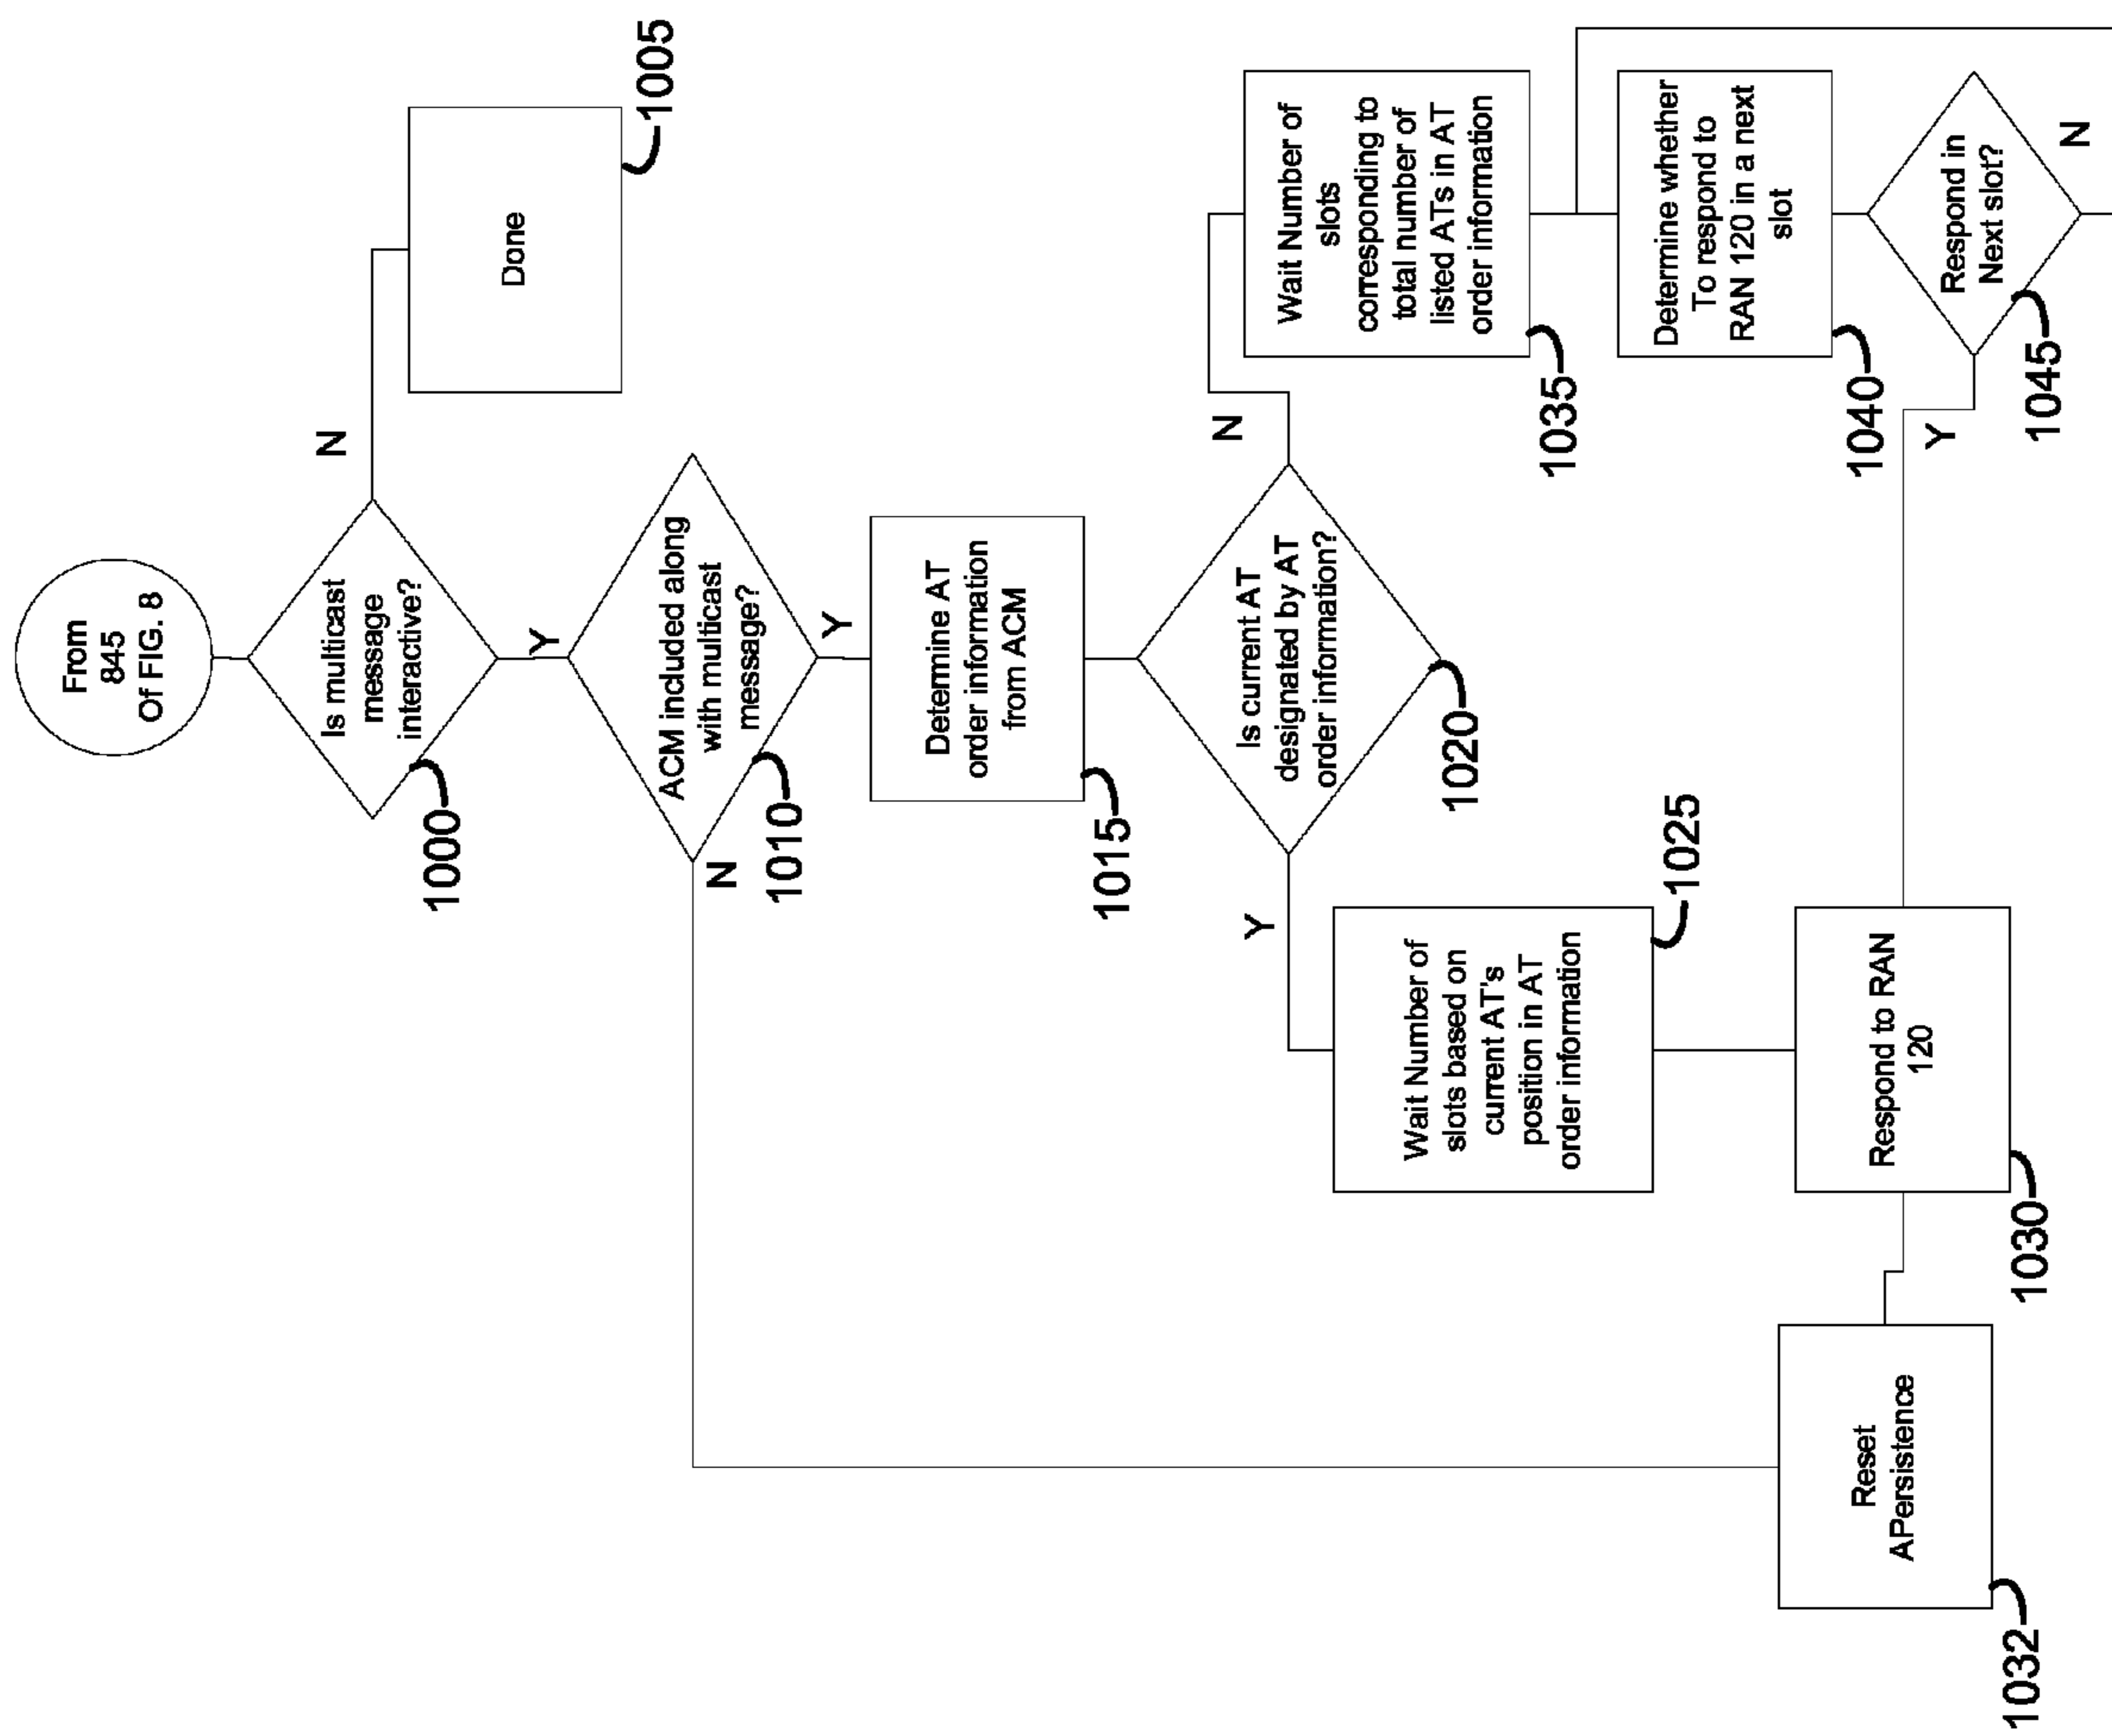 From
845
Of FIG. 8
Is multicast
message
interactive?
1000
N
Done
1005
Y
ACM included along
with multicast
message?
1010
N
Y
Determine AT
order information
from ACM
1015
Is current AT
designated by AT
order information?
1020
Y
N
Wait Number of
slots based on
current AT's
position in AT
order information
1025
Respond to RAN
120
1030
Reset
APersistence
1032
Wait Number of
slots
corresponding to
total number of
listed ATs in AT
order information
1035
Determine whether
To respond to
RAN 120 in a next
slot
1040
Respond in
Next slot?
1045
Y
N